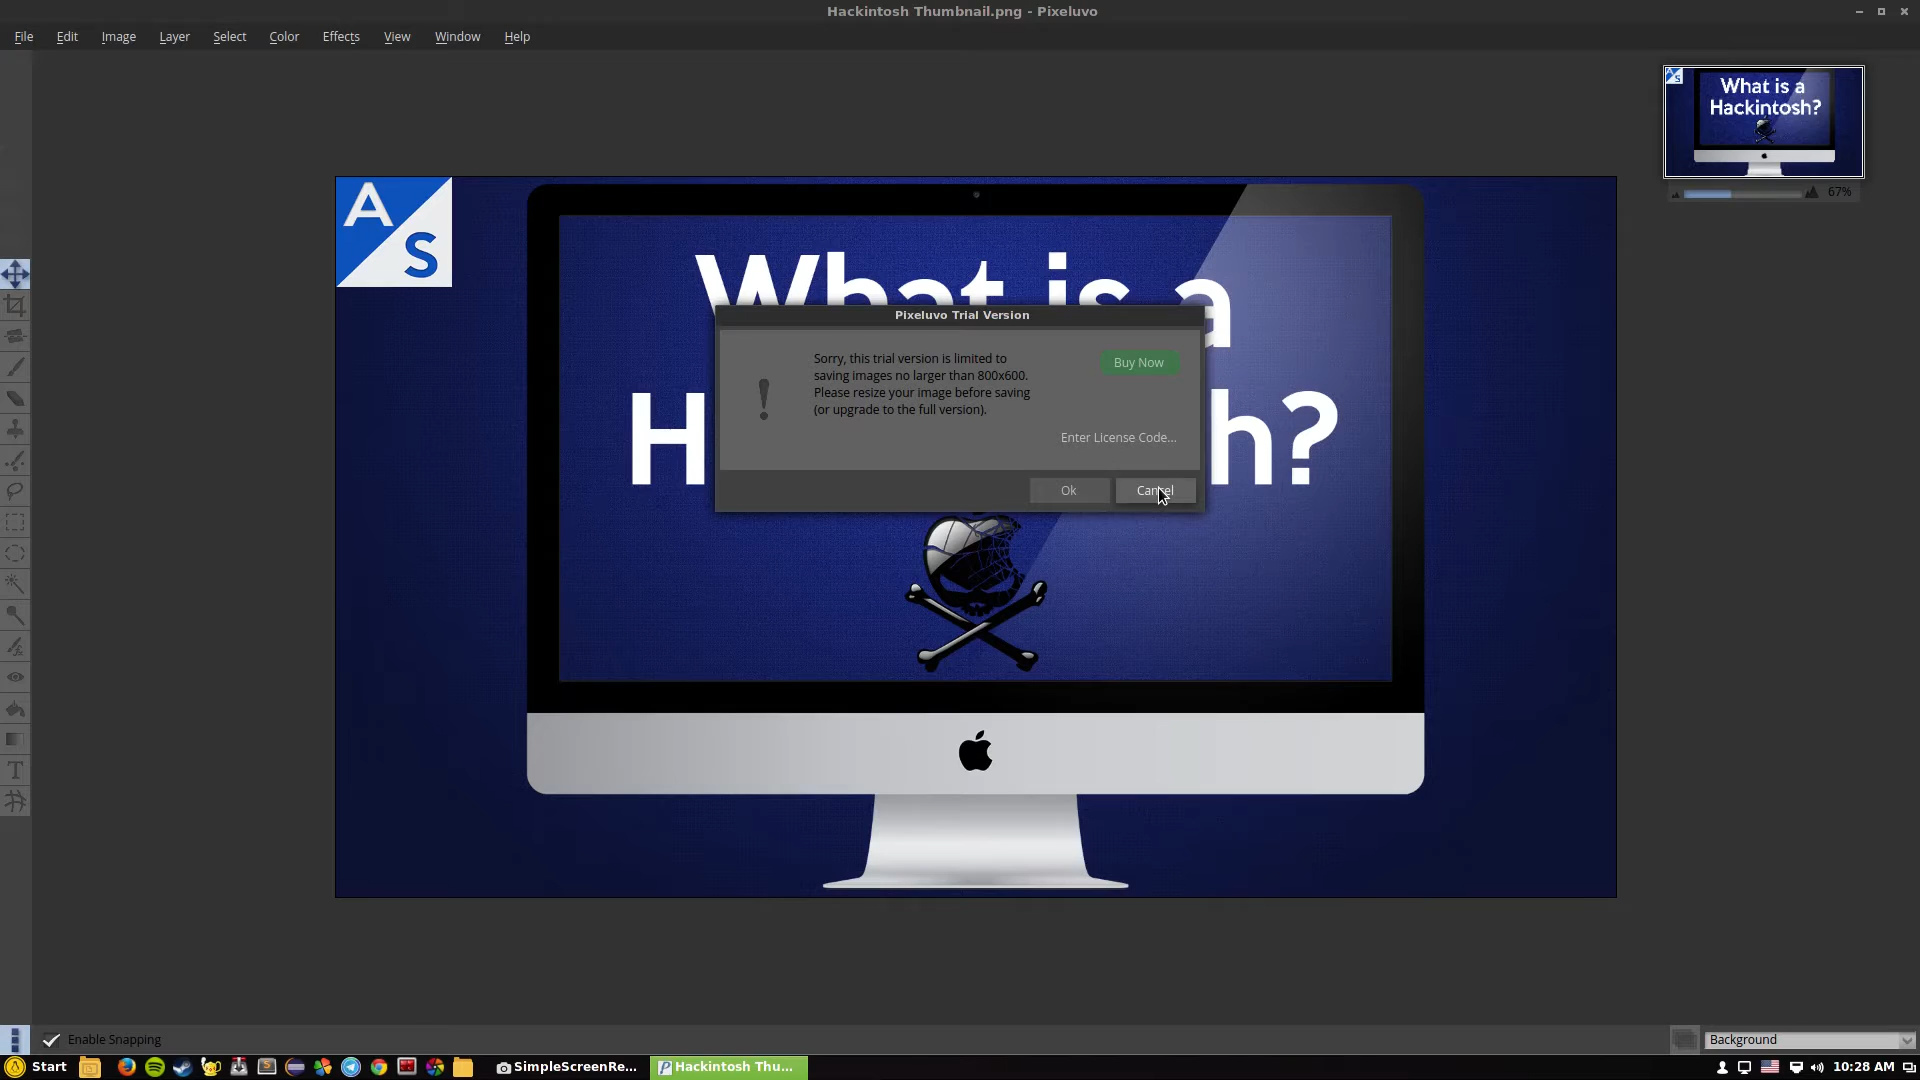 Hackintosh Thumbnail.png - Pixeluvo
File Edit Image Layer Select Color Effects View Window Help
A
S
What is a
Hackintosh?
67%
A
S
What is a
H
h?
Pixeluvo Trial Version
Sorry, this trial version is limited to
saving images no larger than 800x600.
Please resize your image before saving
(or upgrade to the full version).
Buy Now
Enter License Code...
Ok
Cancel
T
Enable Snapping
Background
Start
SimpleScreenRe...
Hackintosh Thu...
10:28 AM